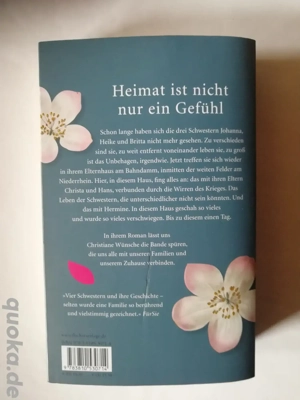 Heimat ist nicht
nur ein Gefühl
Schon lange haben sich die drei Schwestern Johanna,
Heike und Britta nicht mehr gesehen. Zu verschieden
sind sie, zu weit entfernt voneinander leben sie, zu groß
ist das Unbehagen, irgendwie. Jetzt treffen sie sich wieder
in ihrem Elternhaus am Bahndamm, inmitten der weiten Felder am
Niederrhein. Hier, in diesem Haus, fing alles an: das mit ihren Eltern
Christa und Hans, verbunden durch die Wirren des Krieges. Das
Leben der Schwestern, die unterschiedlicher nicht sein könnten. Und
das mit Hermine. In diesem Haus geschah so vieles
und wurde so vieles verschwiegen. Bis zu diesem einen Tag.
In ihrem Roman lässt uns
Christiane Wünsche die Bande spüren,
die uns alle mit unseren Familien und
unserem Zuhause verbinden.
»Vier Schwestern und ihre Geschichte –
selten wurde eine Familie so berührend
und vielstimmig gezeichnet.« FürSie
quoka.de